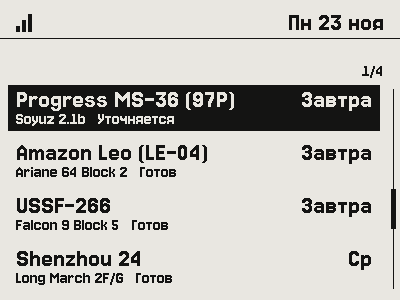 Пн 23 ноя
1/4
Progress MS-36 (97P) Завтра
Soyuz 2.1b Уточняется
Amazon Leo (LE-04) Завтра
Ariane 64 Block 2 Готов
USSF-266 Завтра
Falcon 9 Block 5 Готов
Shenzhou 24 Ср
Long March 2F/G Готов